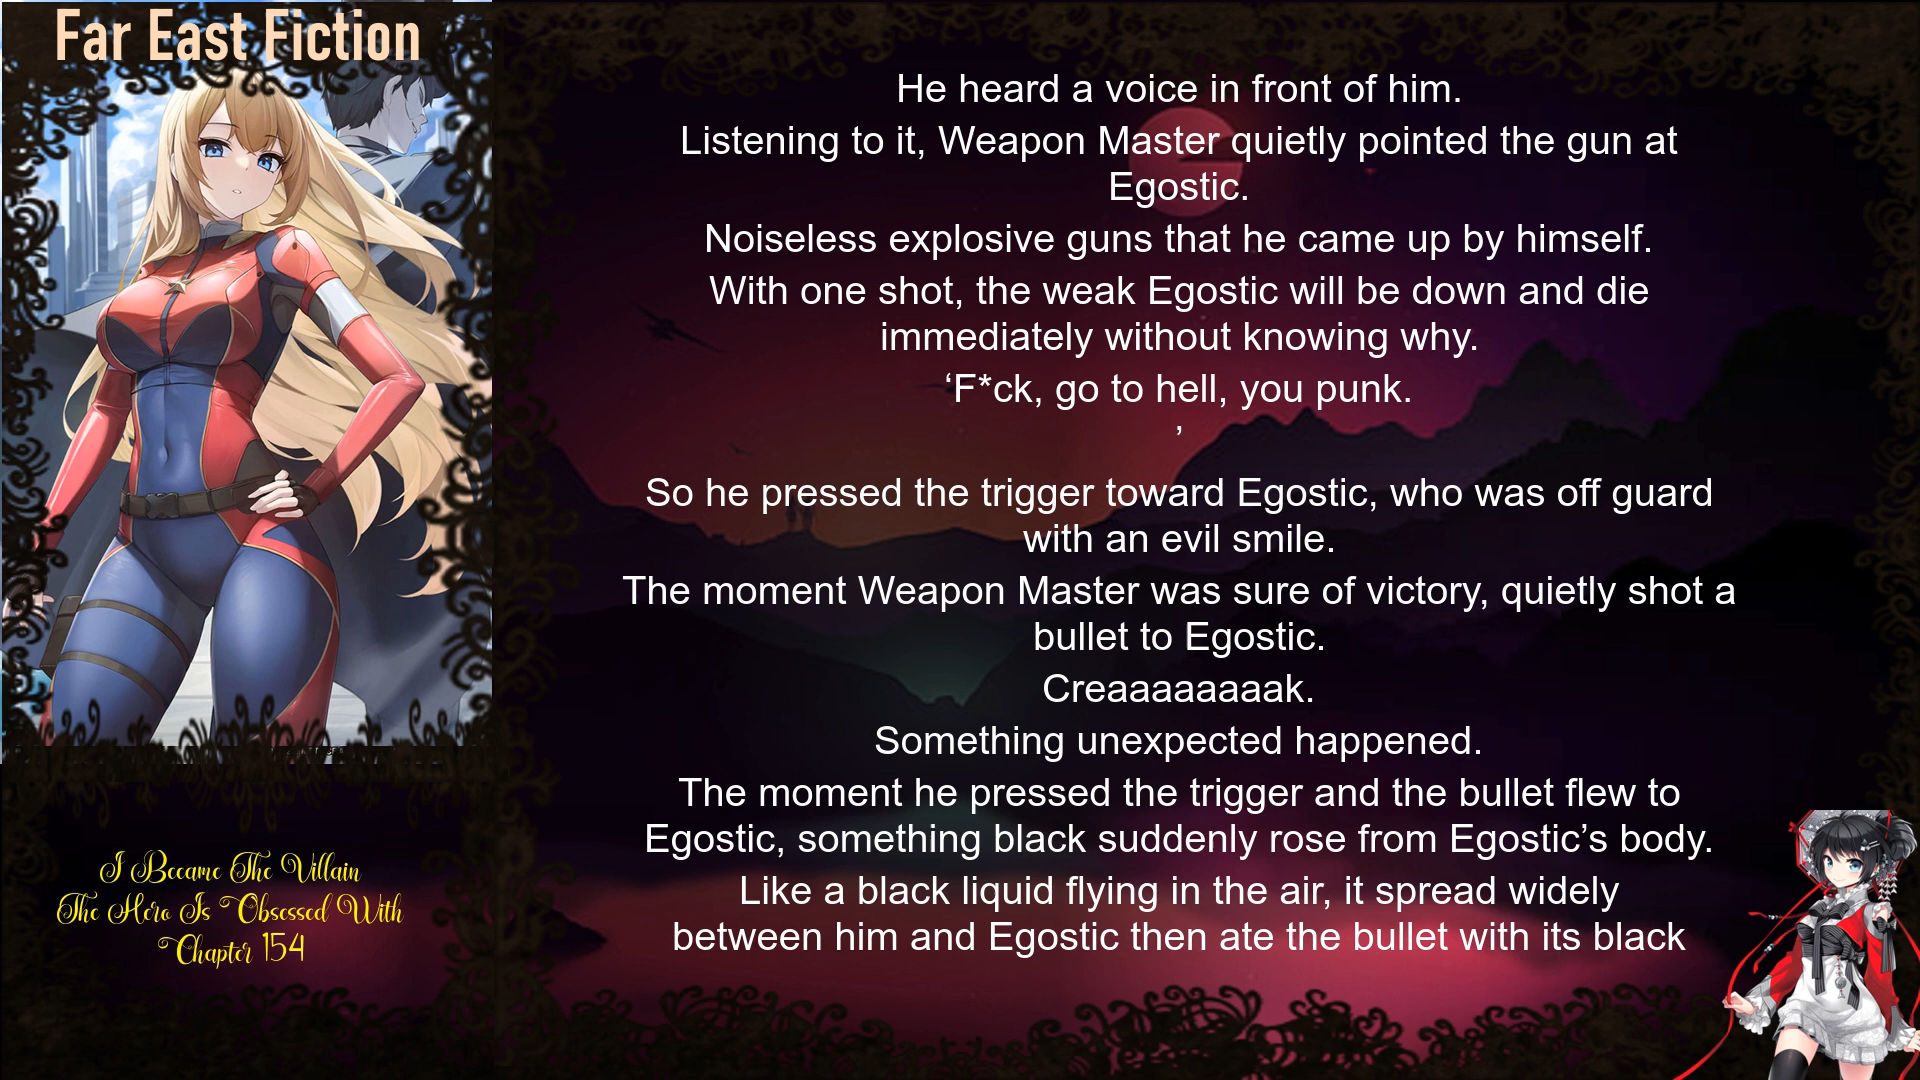 Far East Fiction
He heard a voice in front of him.
Listening to it, Weapon Master quietly pointed the gun at
Egostic.
Noiseless explosive guns that he came up by himself.
With one shot, the weak Egostic will be down and die
immediately without knowing why.
‘F*ck, go to hell, you punk.
’
So he pressed the trigger toward Egostic, who was off guard
with an evil smile.
The moment Weapon Master was sure of victory, quietly shot a
bullet to Egostic.
Creaaaaaaaak.
Something unexpected happened.
The moment he pressed the trigger and the bullet flew to
Egostic, something black suddenly rose from Egostic’s body.
Like a black liquid flying in the air, it spread widely
between him and Egostic then ate the bullet with its black
I Became The Villain
The Hero Is Obsessed With
Chapter 154